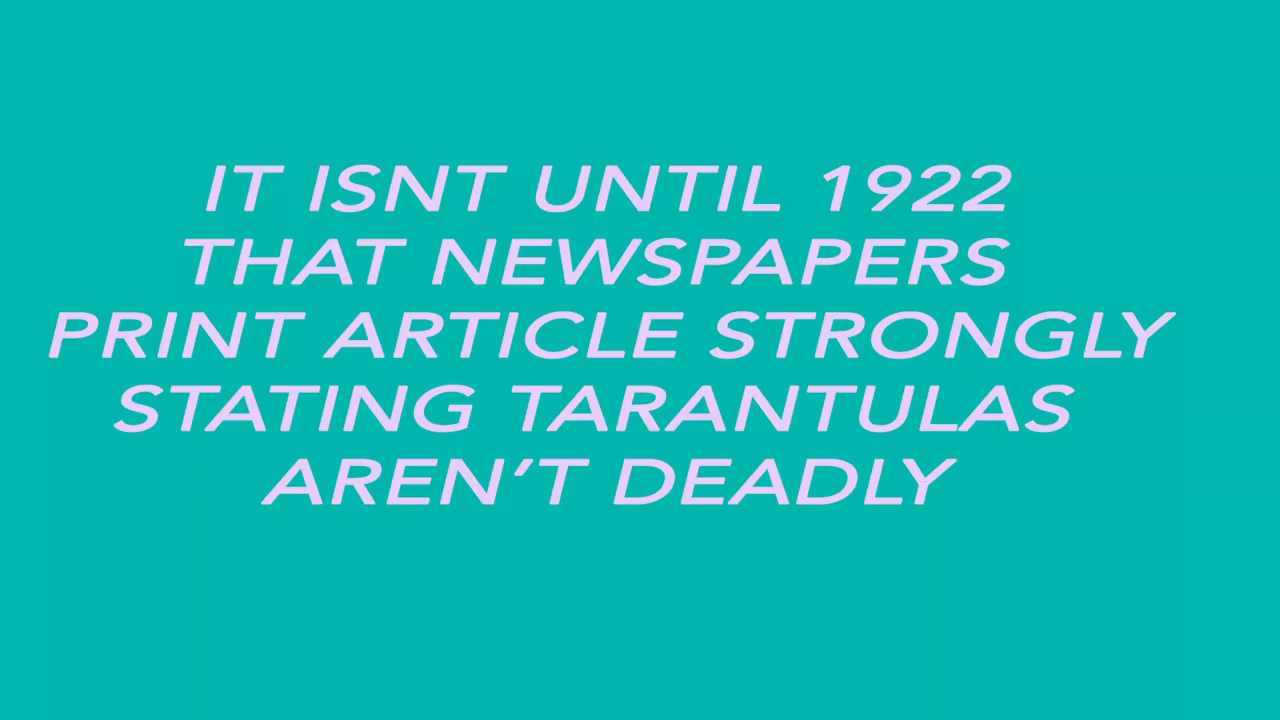 IT ISNT UNTIL 1922
THAT NEWSPAPERS
PRINT ARTICLE STRONGLY
STATING TARANTULAS
AREN’T DEADLY